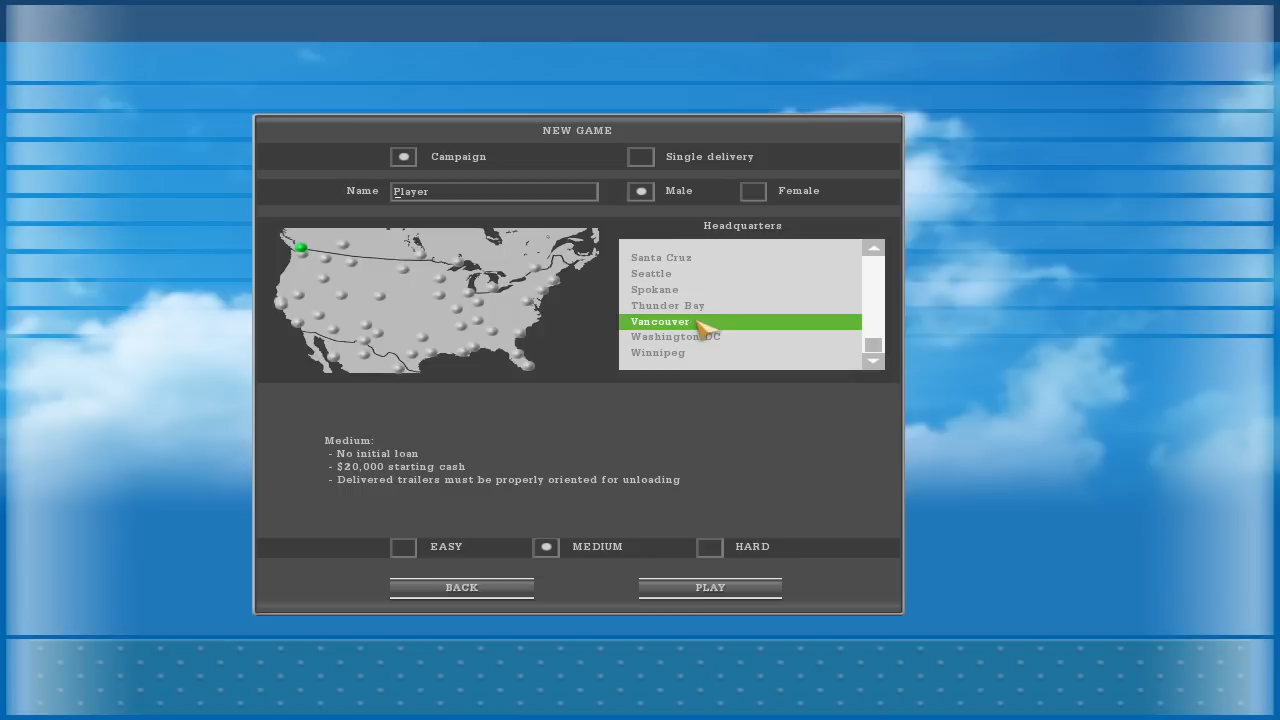 NEW GAME
Campaign Single delivery
Name Player Male Female
Headquarters
Santa Cruz
Seattle
Spokane
Thunder Bay
Vancouver
Washington DC
Winnipeg
Medium:
- No initial loan
- $20,000 starting cash
- Delivered trailers must be properly oriented for unloading
EASY MEDIUM HARD
BACK PLAY